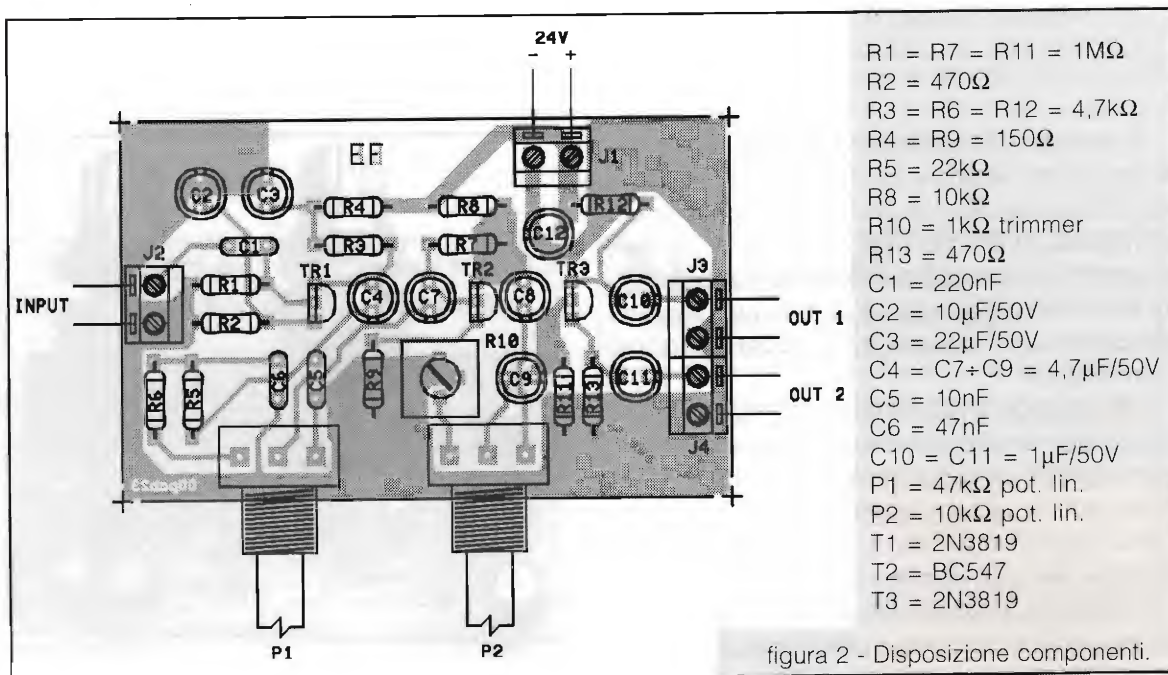 24V
- +
EF
J1
C2 C3
R4 R8 R12
C12
R3 R7
C1
J2
TR1 TR2 TR3 J3
R1
C4 C7 C8 C10
INPUT
R2
OUT 1
R10
C6 C5 R9 C9 C11
R6 R5 R11 R13
OUT 2
J4
P1 P2
R1 = R7 = R11 = 1MΩ
R2 = 470Ω
R3 = R6 = R12 = 4,7kΩ
R4 = R9 = 150Ω
R5 = 22kΩ
R8 = 10kΩ
R10 = 1kΩ trimmer
R13 = 470Ω
C1 = 220nF
C2 = 10µF/50V
C3 = 22µF/50V
C4 = C7÷C9 = 4,7µF/50V
C5 = 10nF
C6 = 47nF
C10 = C11 = 1µF/50V
P1 = 47kΩ pot. lin.
P2 = 10kΩ pot. lin.
T1 = 2N3819
T2 = BC547
T3 = 2N3819
figura 2 - Disposizione componenti.